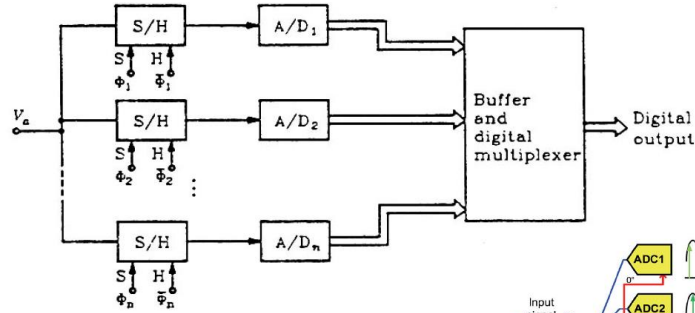 S/H
A/D₁
S H
Φ₁ Φ̄₁
Vₐ
S/H
A/D₂
S H
Φ₂ Φ̄₂
⋮
S/H
A/Dₙ
S H
Φₙ Φ̄ₙ
Buffer
and
digital
multiplexer
Digital
output
ADC1
0°
Input
ADC2